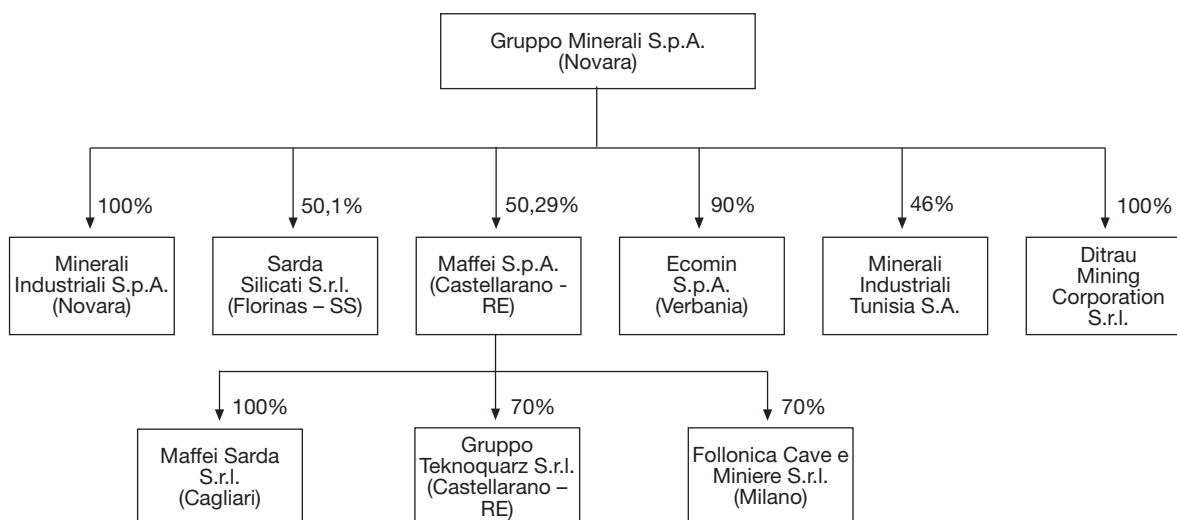 Gruppo Minerali S.p.A.
(Novara)
100%
50,1%
50,29%
90%
46%
100%
Minerali
Industriali S.p.A.
(Novara)
Sarda
Silicati S.r.l.
(Florinas – SS)
Maffei S.p.A.
(Castellarano -
RE)
Ecomin
S.p.A.
(Verbania)
Minerali
Industriali
Tunisia S.A.
Ditrau
Mining
Corporation
S.r.l.
100%
70%
70%
Maffei Sarda
S.r.l.
(Cagliari)
Gruppo
Teknoquarz S.r.l.
(Castellarano –
RE)
Follonica Cave e
Miniere S.r.l.
(Milano)